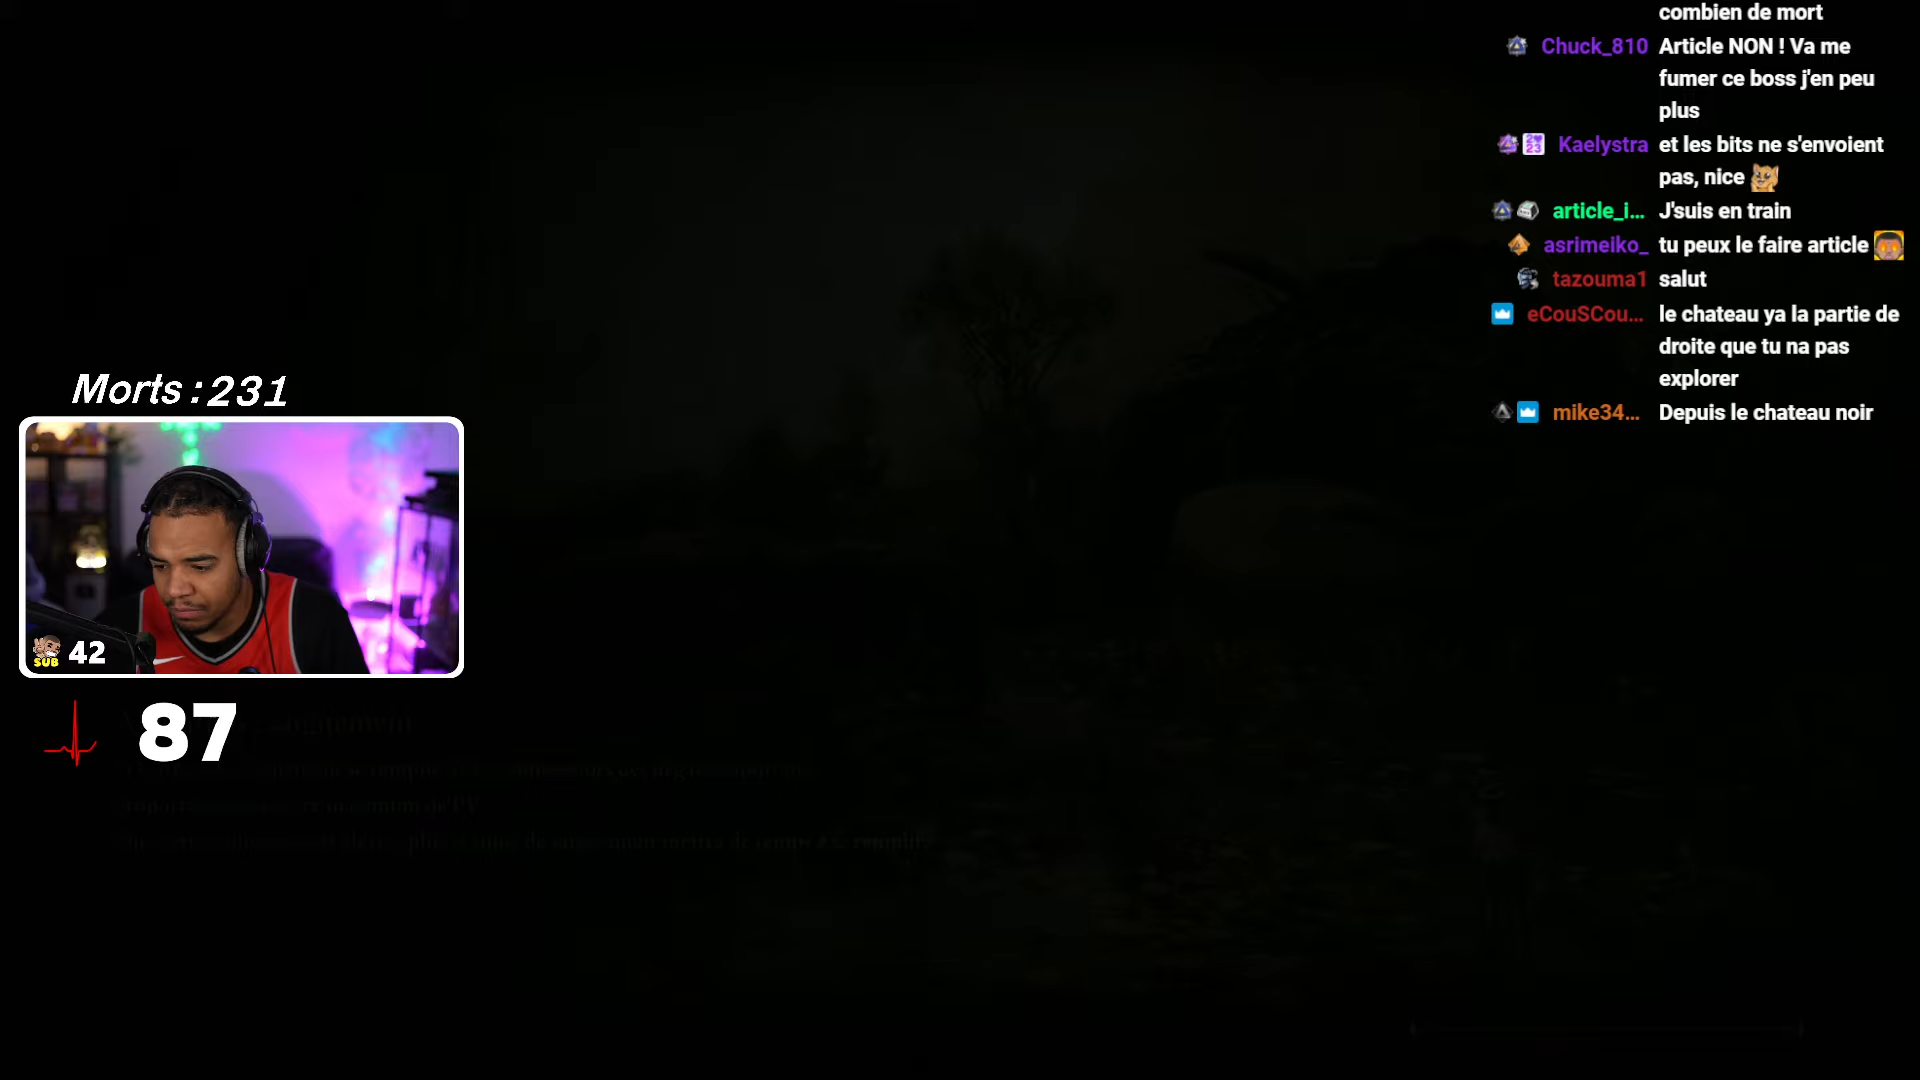 combien de mort
Chuck_810 Article NON ! Va me
fumer ce boss j'en peu
plus
Kaelystra et les bits ne s'envoient
pas, nice
article_i... J'suis en train
asrimeiko_ tu peux le faire article
tazouma1 salut
eCouSCou... le chateau ya la partie de
droite que tu na pas
explorer
mike34... Depuis le chateau noir
Morts :231
SUB 42
87